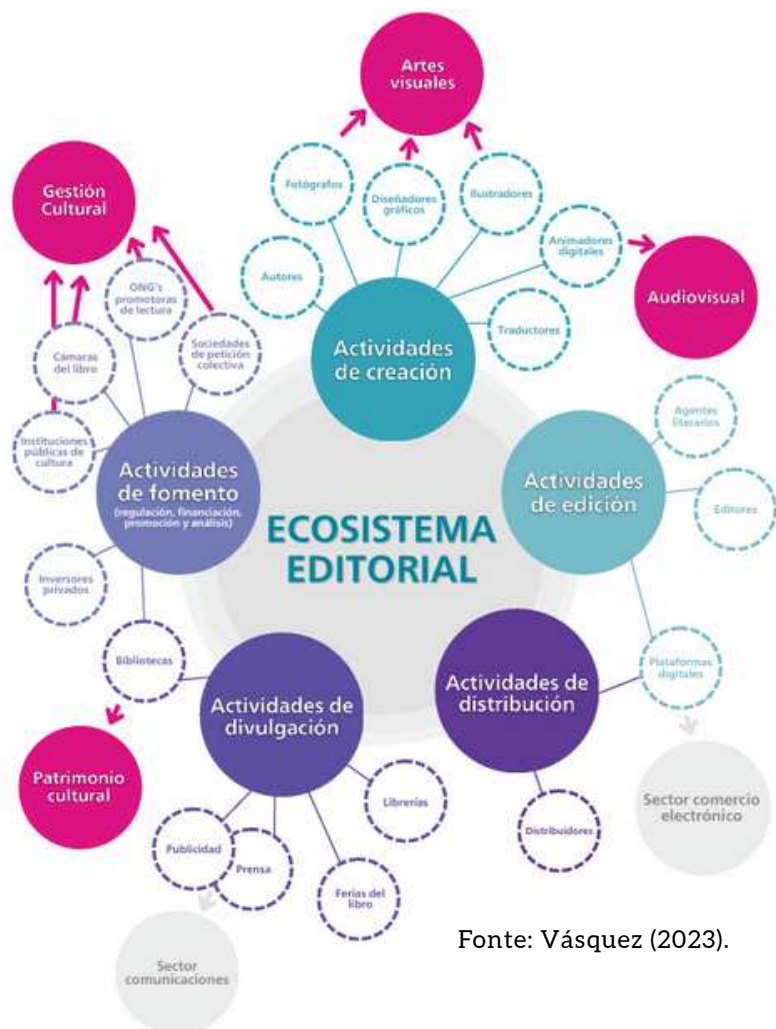 Artes
visuales
Gestión
Cultural
Fotógrafos
Diseñadores
gráficos
Ilustradores
Animadores
digitales
Autores
Audiovisual
ONG's
promotoras
de lectura
Traductores
Cámaras
del libro
Sociedades
de petición
colectiva
Actividades
de creación
Agentes
literarios
Instituciones
públicas de
cultura
Actividades
de fomento
(regulación, financiación,
promoción y análisis)
Actividades
de edición
Editores
ECOSISTEMA
EDITORIAL
Inversores
privados
Bibliotecas
Plataformas
digitales
Actividades de
divulgación
Actividades de
distribución
Patrimonio
cultural
Librerías
Sector comercio
electrónico
Distribuidores
Publicidad
Prensa
Ferias del
libro
Fonte: Vásquez (2023).
Sector
comunicaciones